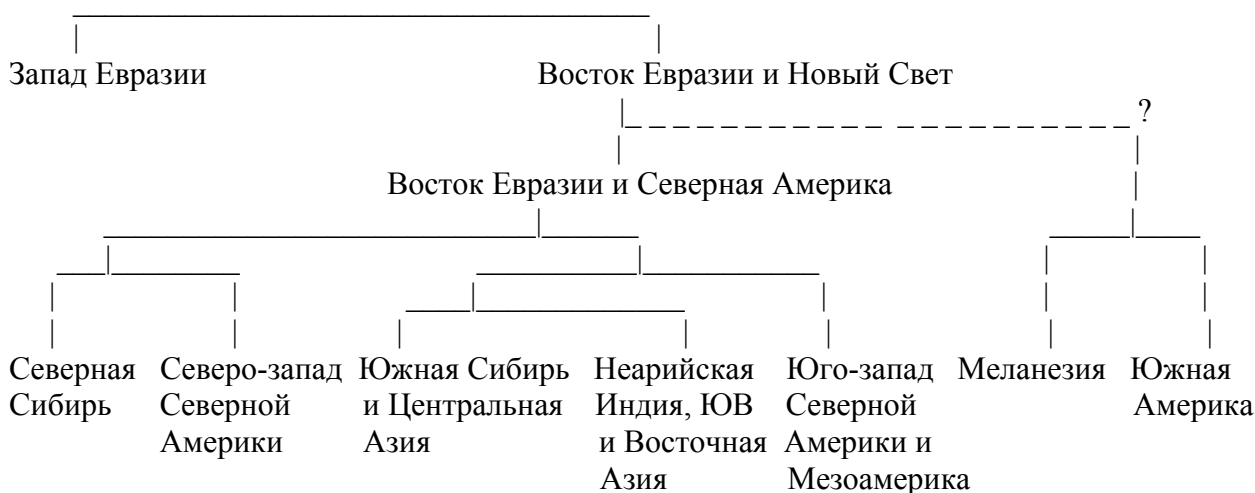 Запад Евразии Восток Евразии и Новый Свет
?
Восток Евразии и Северная Америка
Северная Северо-запад Южная Сибирь Неарийская Юго-запад Меланезия Южная
Сибирь Северной и Центральная Индия, ЮВ Северной Америка
Америки Азия и Восточная Америки и
Азия Мезоамерика